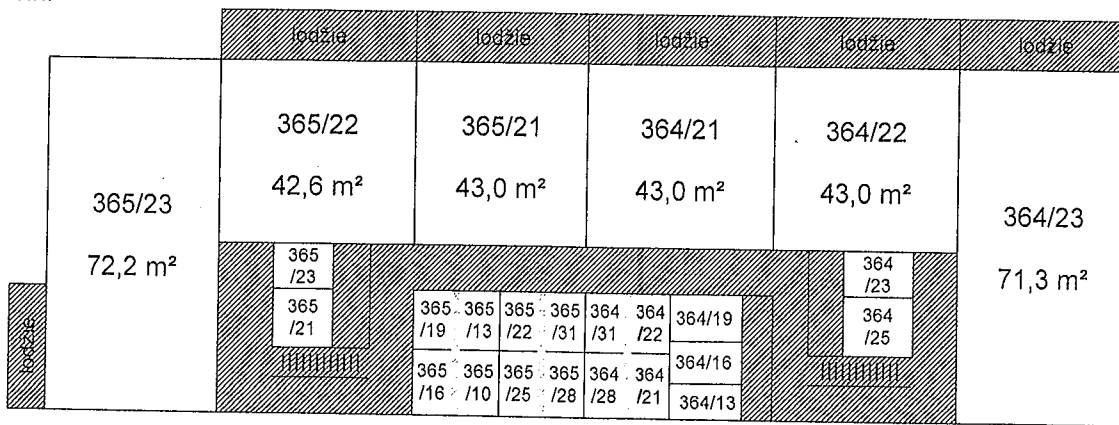 lodžie
lodžie
lodžie
lodžie
lodžie
365/22
42,6 m²
365/21
43,0 m²
364/21
43,0 m²
364/22
43,0 m²
365/23
72,2 m²
364/23
71,3 m²
lodžie
365
/23
365
/21
364
/23
364
/25
365 365 365 365 364 364
/19 /13 /22 /31 /31 /22
364/19
364/16
365 365 365 365 364 364
/16 /10 /25 /28 /28 /21
364/13